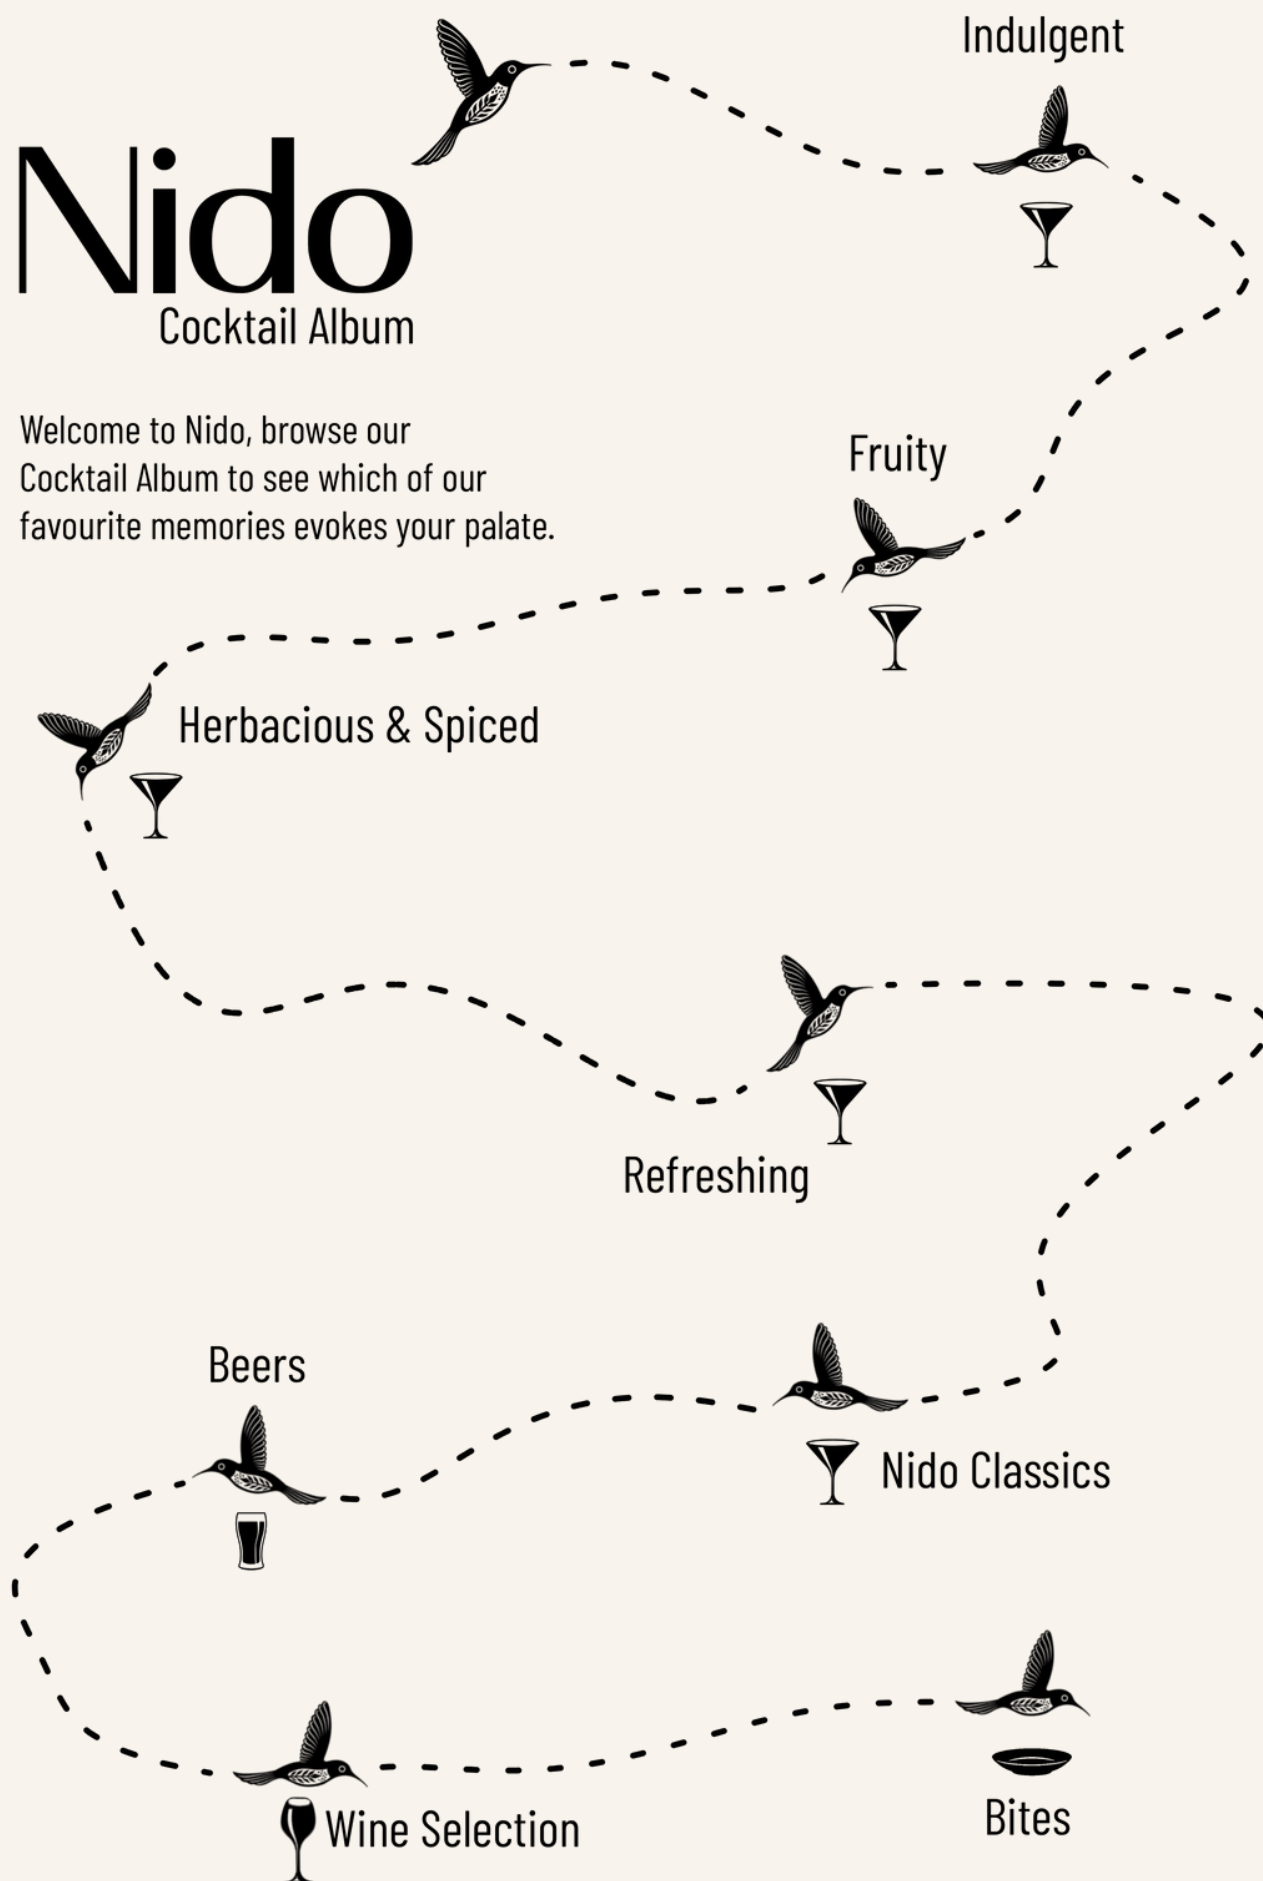 Indulgent
Nido
Cocktail Album
Welcome to Nido, browse our
Cocktail Album to see which of our
favourite memories evokes your palate.
Fruity
Herbacious & Spiced
Refreshing
Nido Classics
Beers
Wine Selection
Bites